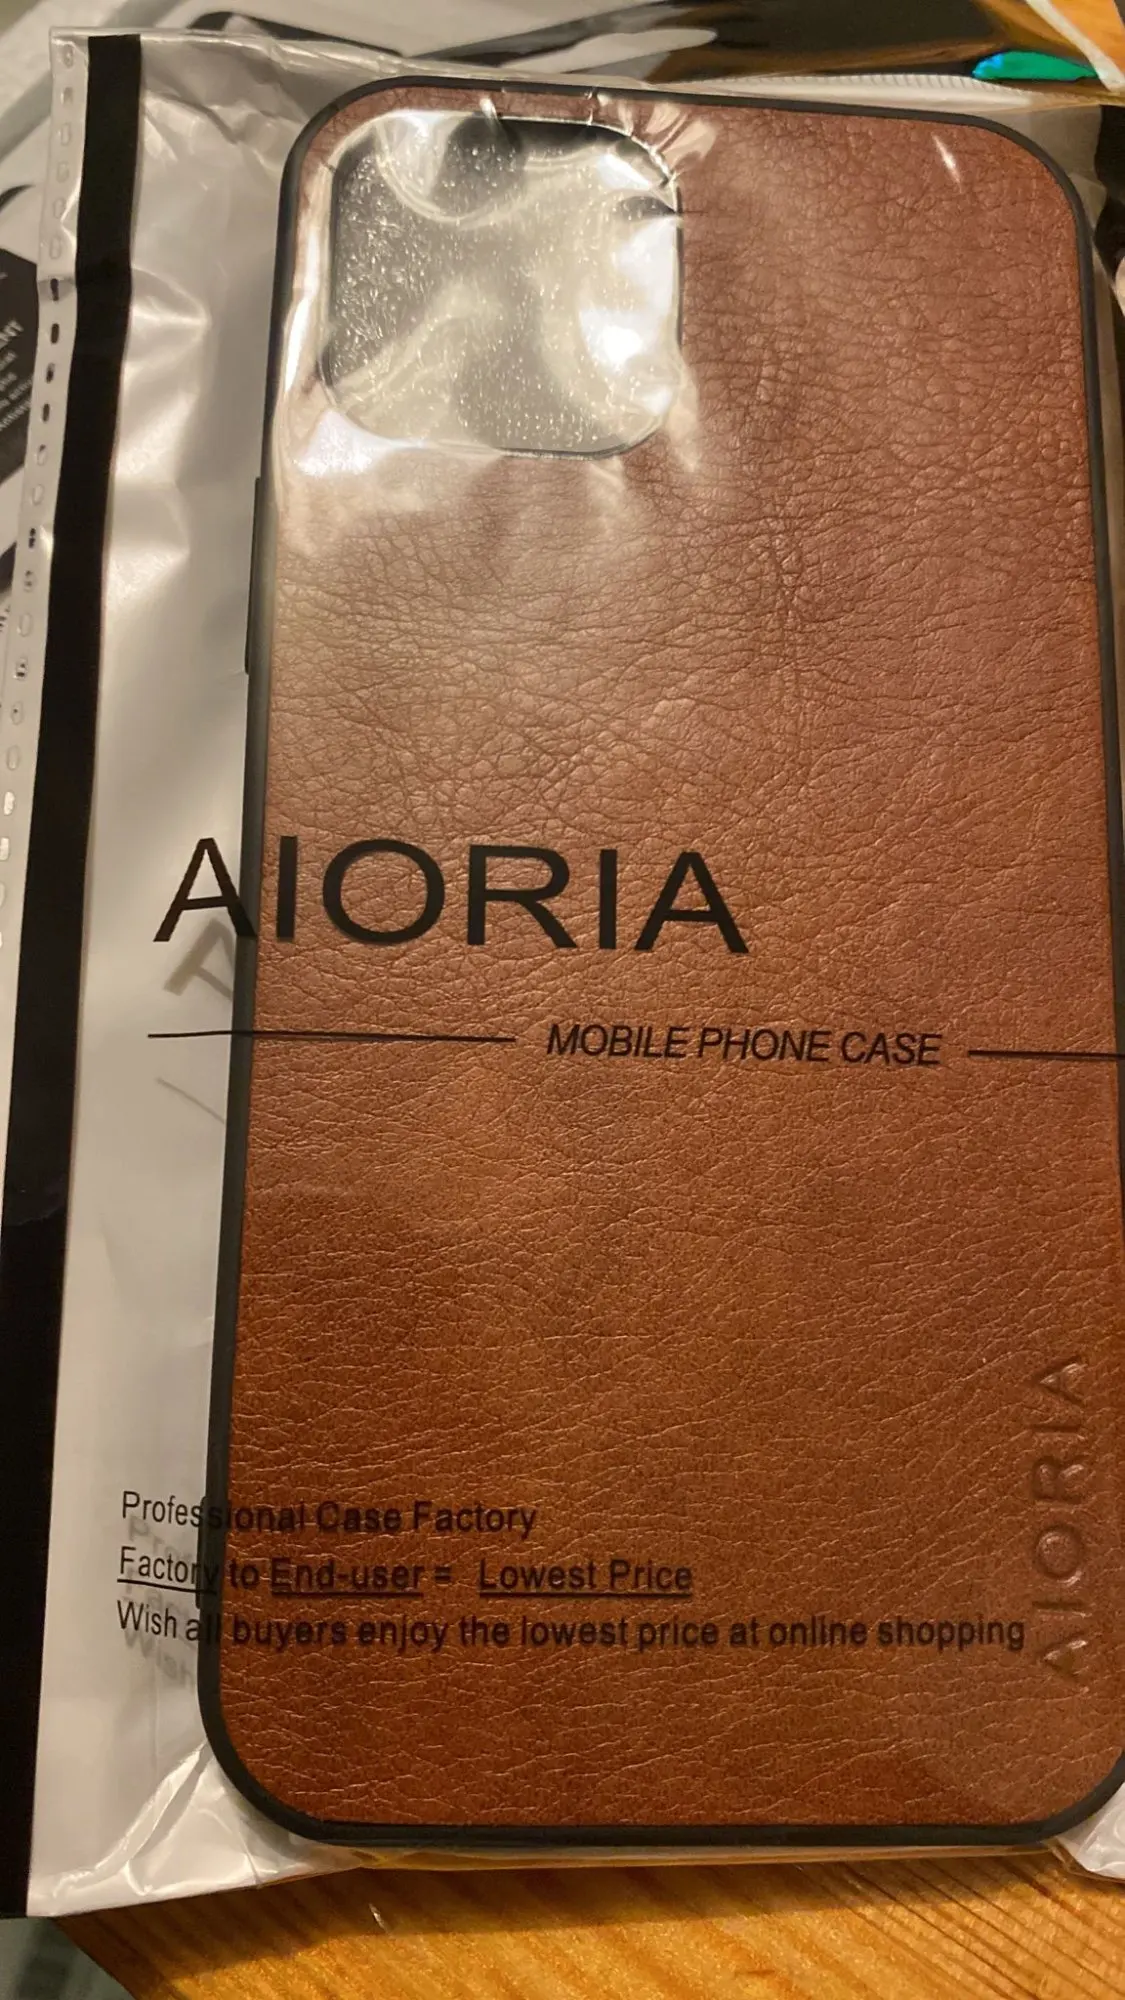 AIORIA
MOBILE PHONE CASE
AIORIA
Professional Case Factory
Factory to End-user = Lowest Price
Wish all buyers enjoy the lowest price at online shopping